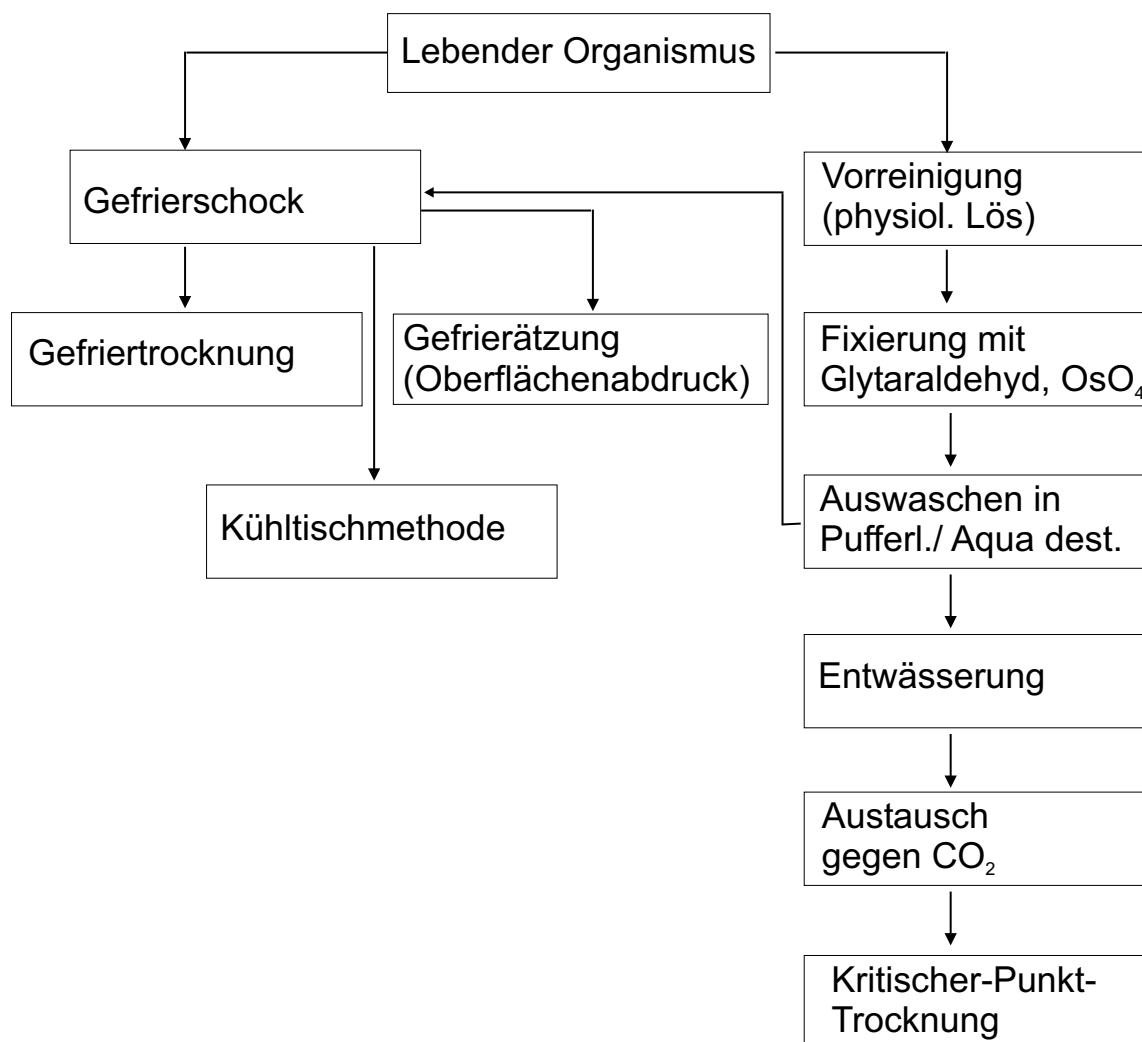 Lebender Organismus
Gefrierschock
Vorreinigung
(physiol. Lös)
Gefriertrocknung
Gefrierätzung
(Oberflächenabdruck)
Fixierung mit
Glytaraldehyd, OsO₄
Kühltischmethode
Auswaschen in
Pufferl./ Aqua dest.
Entwässerung
Austausch
gegen CO₂
Kritischer-Punkt-
Trocknung